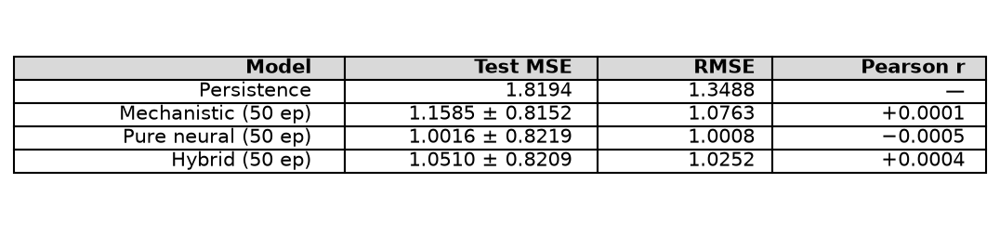 Model Test MSE RMSE Pearson r
Persistence 1.8194 1.3488 —
Mechanistic (50 ep) 1.1585 ± 0.8152 1.0763 +0.0001
Pure neural (50 ep) 1.0016 ± 0.8219 1.0008 −0.0005
Hybrid (50 ep) 1.0510 ± 0.8209 1.0252 +0.0004